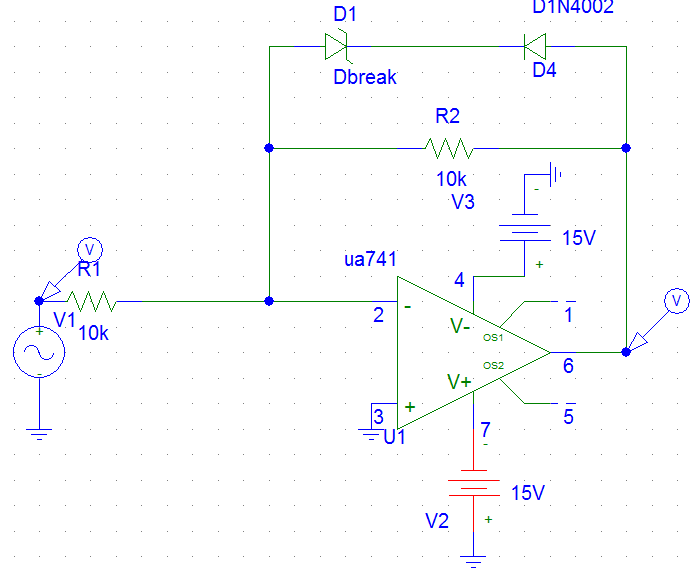 D1
D1N4002
Dbreak
D4
R2
10k
V3
-
15V
+
V
R1
ua741
4
V1
10k
+
-
2
-
V-
OS1
1
V
6
OS2
V+
5
3
+
U1
7
-
15V
V2
+